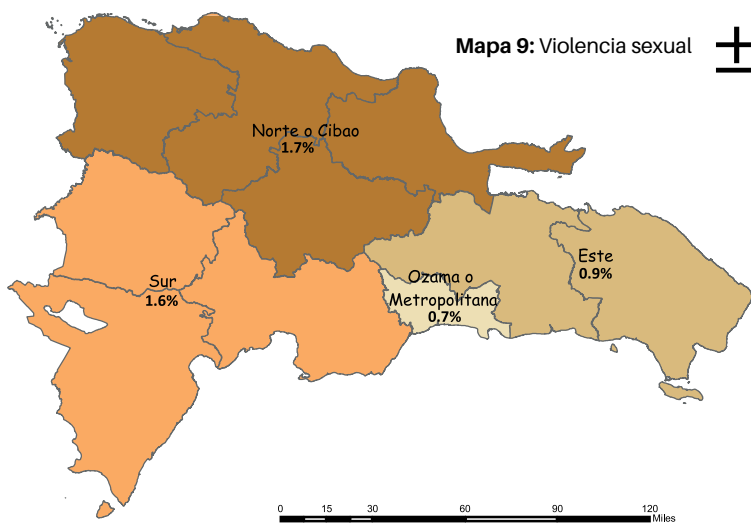 Mapa 9: Violencia sexual
Norte o Cibao
1.7%
Este
0.9%
Ozama o
Metropolitana
0.7%
Sur
1.6%
0 15 30 60 90 120
Miles